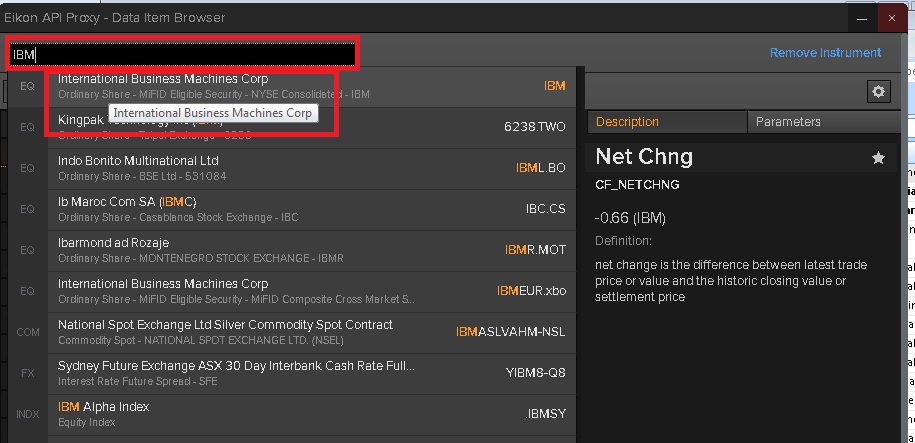 Eikon API Proxy - Data Item Browser
IBM
Remove Instrument
EQ
International Business Machines Corp
Ordinary Share - MiFID Eligible Security - NYSE Consolidated - IBM
IBM
International Business Machines Corp
EQ
Kingpak
6238.TWO
EQ
Indo Bonito Multinational Ltd
Ordinary Share - BSE Ltd - 531084
IBML.BO
EQ
Ib Maroc Com SA (IBMC)
Ordinary Share - Casablanca Stock Exchange - IBC
IBC.CS
EQ
Ibarmond ad Rozaje
Ordinary Share - MONTENEGRO STOCK EXCHANGE - IBMR
IBMR.MOT
EQ
International Business Machines Corp
Ordinary Share - MiFID Eligible Security - MiFID Composite Cross Market S...
IBMEUR.xbo
COM
National Spot Exchange Ltd Silver Commodity Spot Contract
Commodity Spot - NATIONAL SPOT EXCHANGE LTD. (NSEL)
IBMASLVAHM-NSL
FX
Sydney Future Exchange ASX 30 Day Interbank Cash Rate Full...
Interest Rate Future Spread - SFE
YIBM8-Q8
INDX
IBM Alpha Index
Equity Index
.IBMSY
Description
Parameters
Net Chng
CF_NETCHNG
-0.66 (IBM)
Definition:
net change is the difference between latest trade
price or value and the historic closing value or
settlement price